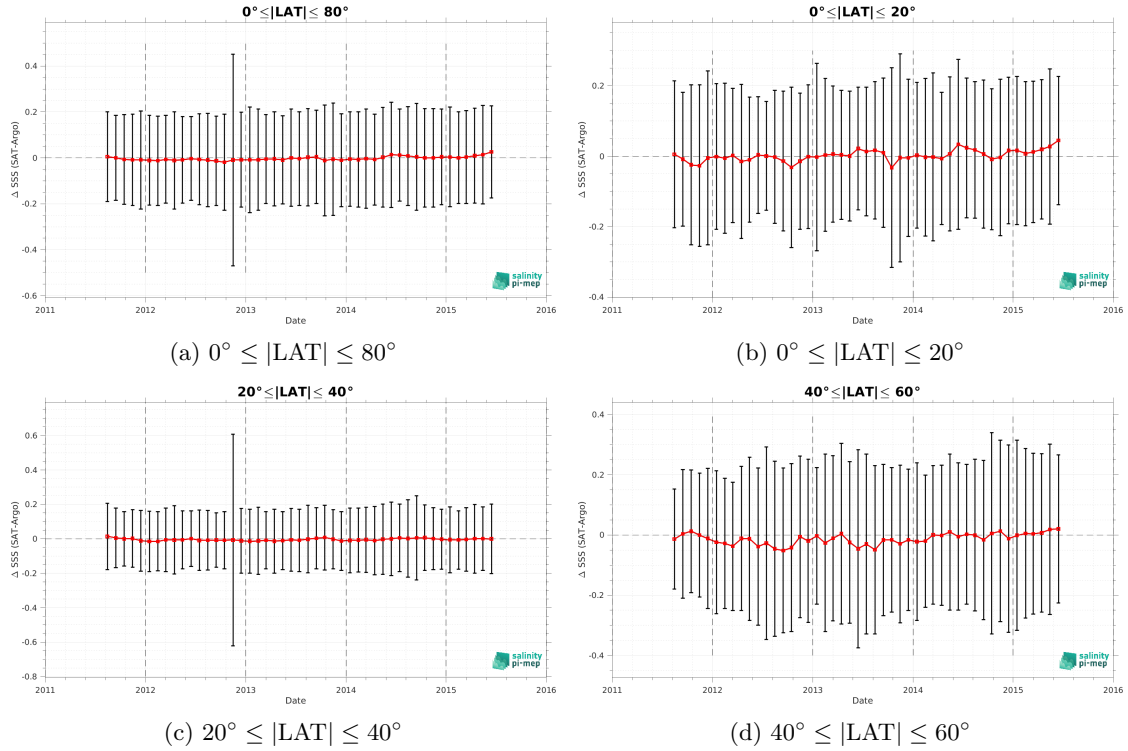 0°≤|LAT|≤ 80°
Δ SSS (SAT-Argo)
0.4
0.2
0
-0.2
-0.4
-0.6
2011 2012 2013 2014 2015 2016
Date
salinity
pi-mep
(a) 0° ≤ |LAT| ≤ 80°
0°≤|LAT|≤ 20°
Δ SSS (SAT-Argo)
0.2
0
-0.2
-0.4
2011 2012 2013 2014 2015 2016
Date
salinity
pi-mep
(b) 0° ≤ |LAT| ≤ 20°
20°≤|LAT|≤ 40°
Δ SSS (SAT-Argo)
0.6
0.4
0.2
0
-0.2
-0.4
-0.6
-0.8
2011 2012 2013 2014 2015 2016
Date
salinity
pi-mep
(c) 20° ≤ |LAT| ≤ 40°
40°≤|LAT|≤ 60°
Δ SSS (SAT-Argo)
0.4
0.2
0
-0.2
-0.4
2011 2012 2013 2014 2015 2016
Date
salinity
pi-mep
(d) 40° ≤ |LAT| ≤ 60°